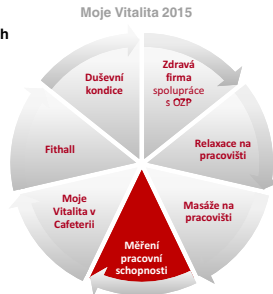 Moje Vitalita 2015
h
Duševní
kondice
Zdravá
firma
spolupráce
s OZP
Relaxace na
pracovišti
Masáže na
pracovišti
Měření
pracovní
schopnosti
Moje
Vitalita v
Cafeterii
Fithall